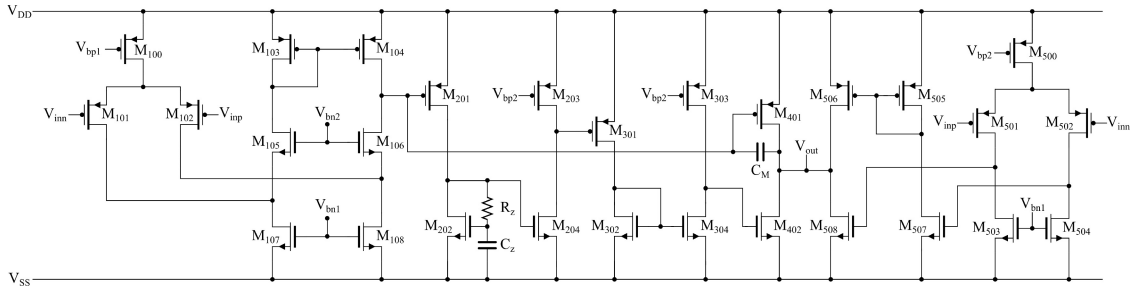 V_DD
V_bp1
M_100
V_inn
M_101
M_102
V_inp
M_103
M_104
M_105
V_bn2
M_106
M_107
V_bn1
M_108
M_201
M_202
R_z
C_z
V_bp2
M_203
M_204
M_301
M_302
V_bp2
M_303
M_304
M_401
C_M
V_out
M_402
M_506
M_505
M_508
M_507
V_bp2
M_500
V_inp
M_501
M_502
V_inn
V_bn1
M_503
M_504
V_SS